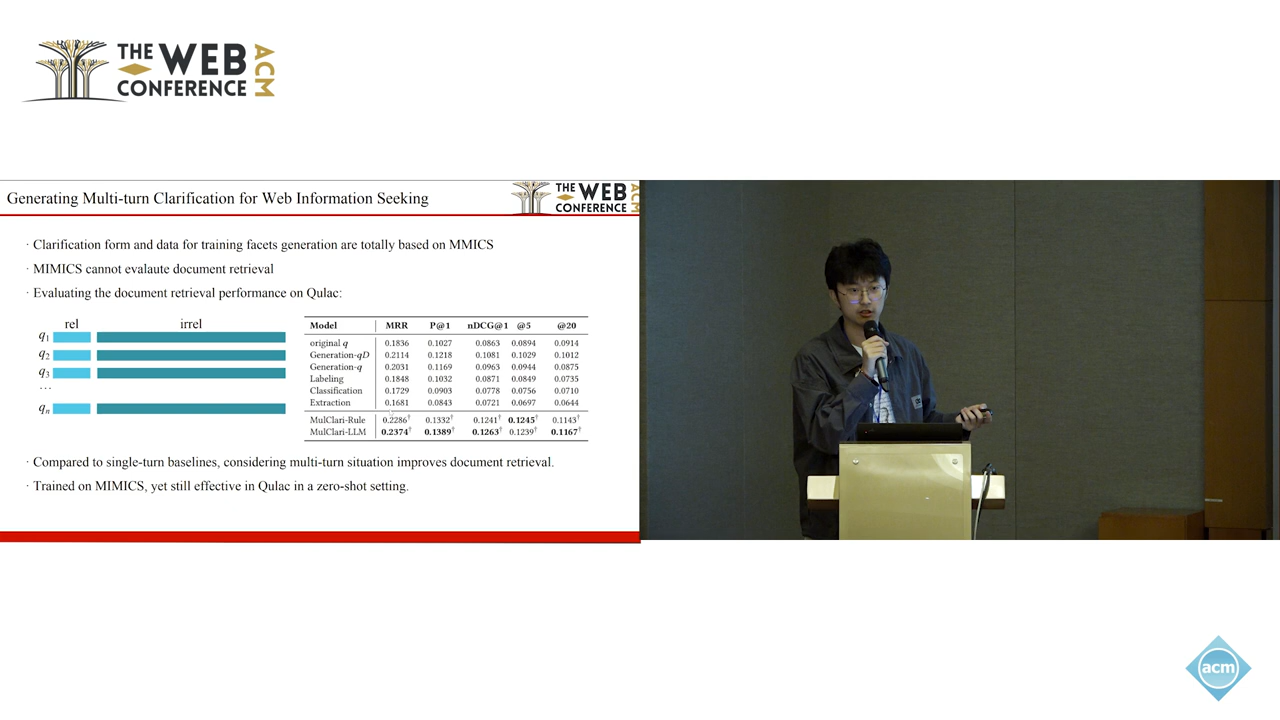 THE WEB
CONFERENCE
ACM
Generating Multi-turn Clarification for Web Information Seeking
THE WEB
CONFERENCE
ACM
· Clarification form and data for training facets generation are totally based on MMICS
· MIMICS cannot evalaute document retrieval
· Evaluating the document retrieval performance on Qulac:
rel irrel
q1
q2
q3
...
qn
Model MRR P@1 nDCG@1 @5 @20
original q 0.1836 0.1027 0.0863 0.0894 0.0914
Generation-qD 0.2114 0.1218 0.1081 0.1029 0.1012
Generation-q 0.2031 0.1169 0.0963 0.0944 0.0875
Labeling 0.1848 0.1032 0.0871 0.0849 0.0735
Classification 0.1729 0.0903 0.0778 0.0756 0.0710
Extraction 0.1681 0.0843 0.0721 0.0697 0.0644
MulClari-Rule 0.2286† 0.1332† 0.1241† 0.1245† 0.1143†
MulClari-LLM 0.2374† 0.1389† 0.1263† 0.1239† 0.1167†
· Compared to single-turn baselines, considering multi-turn situation improves document retrieval.
· Trained on MIMICS, yet still effective in Qulac in a zero-shot setting.
acm